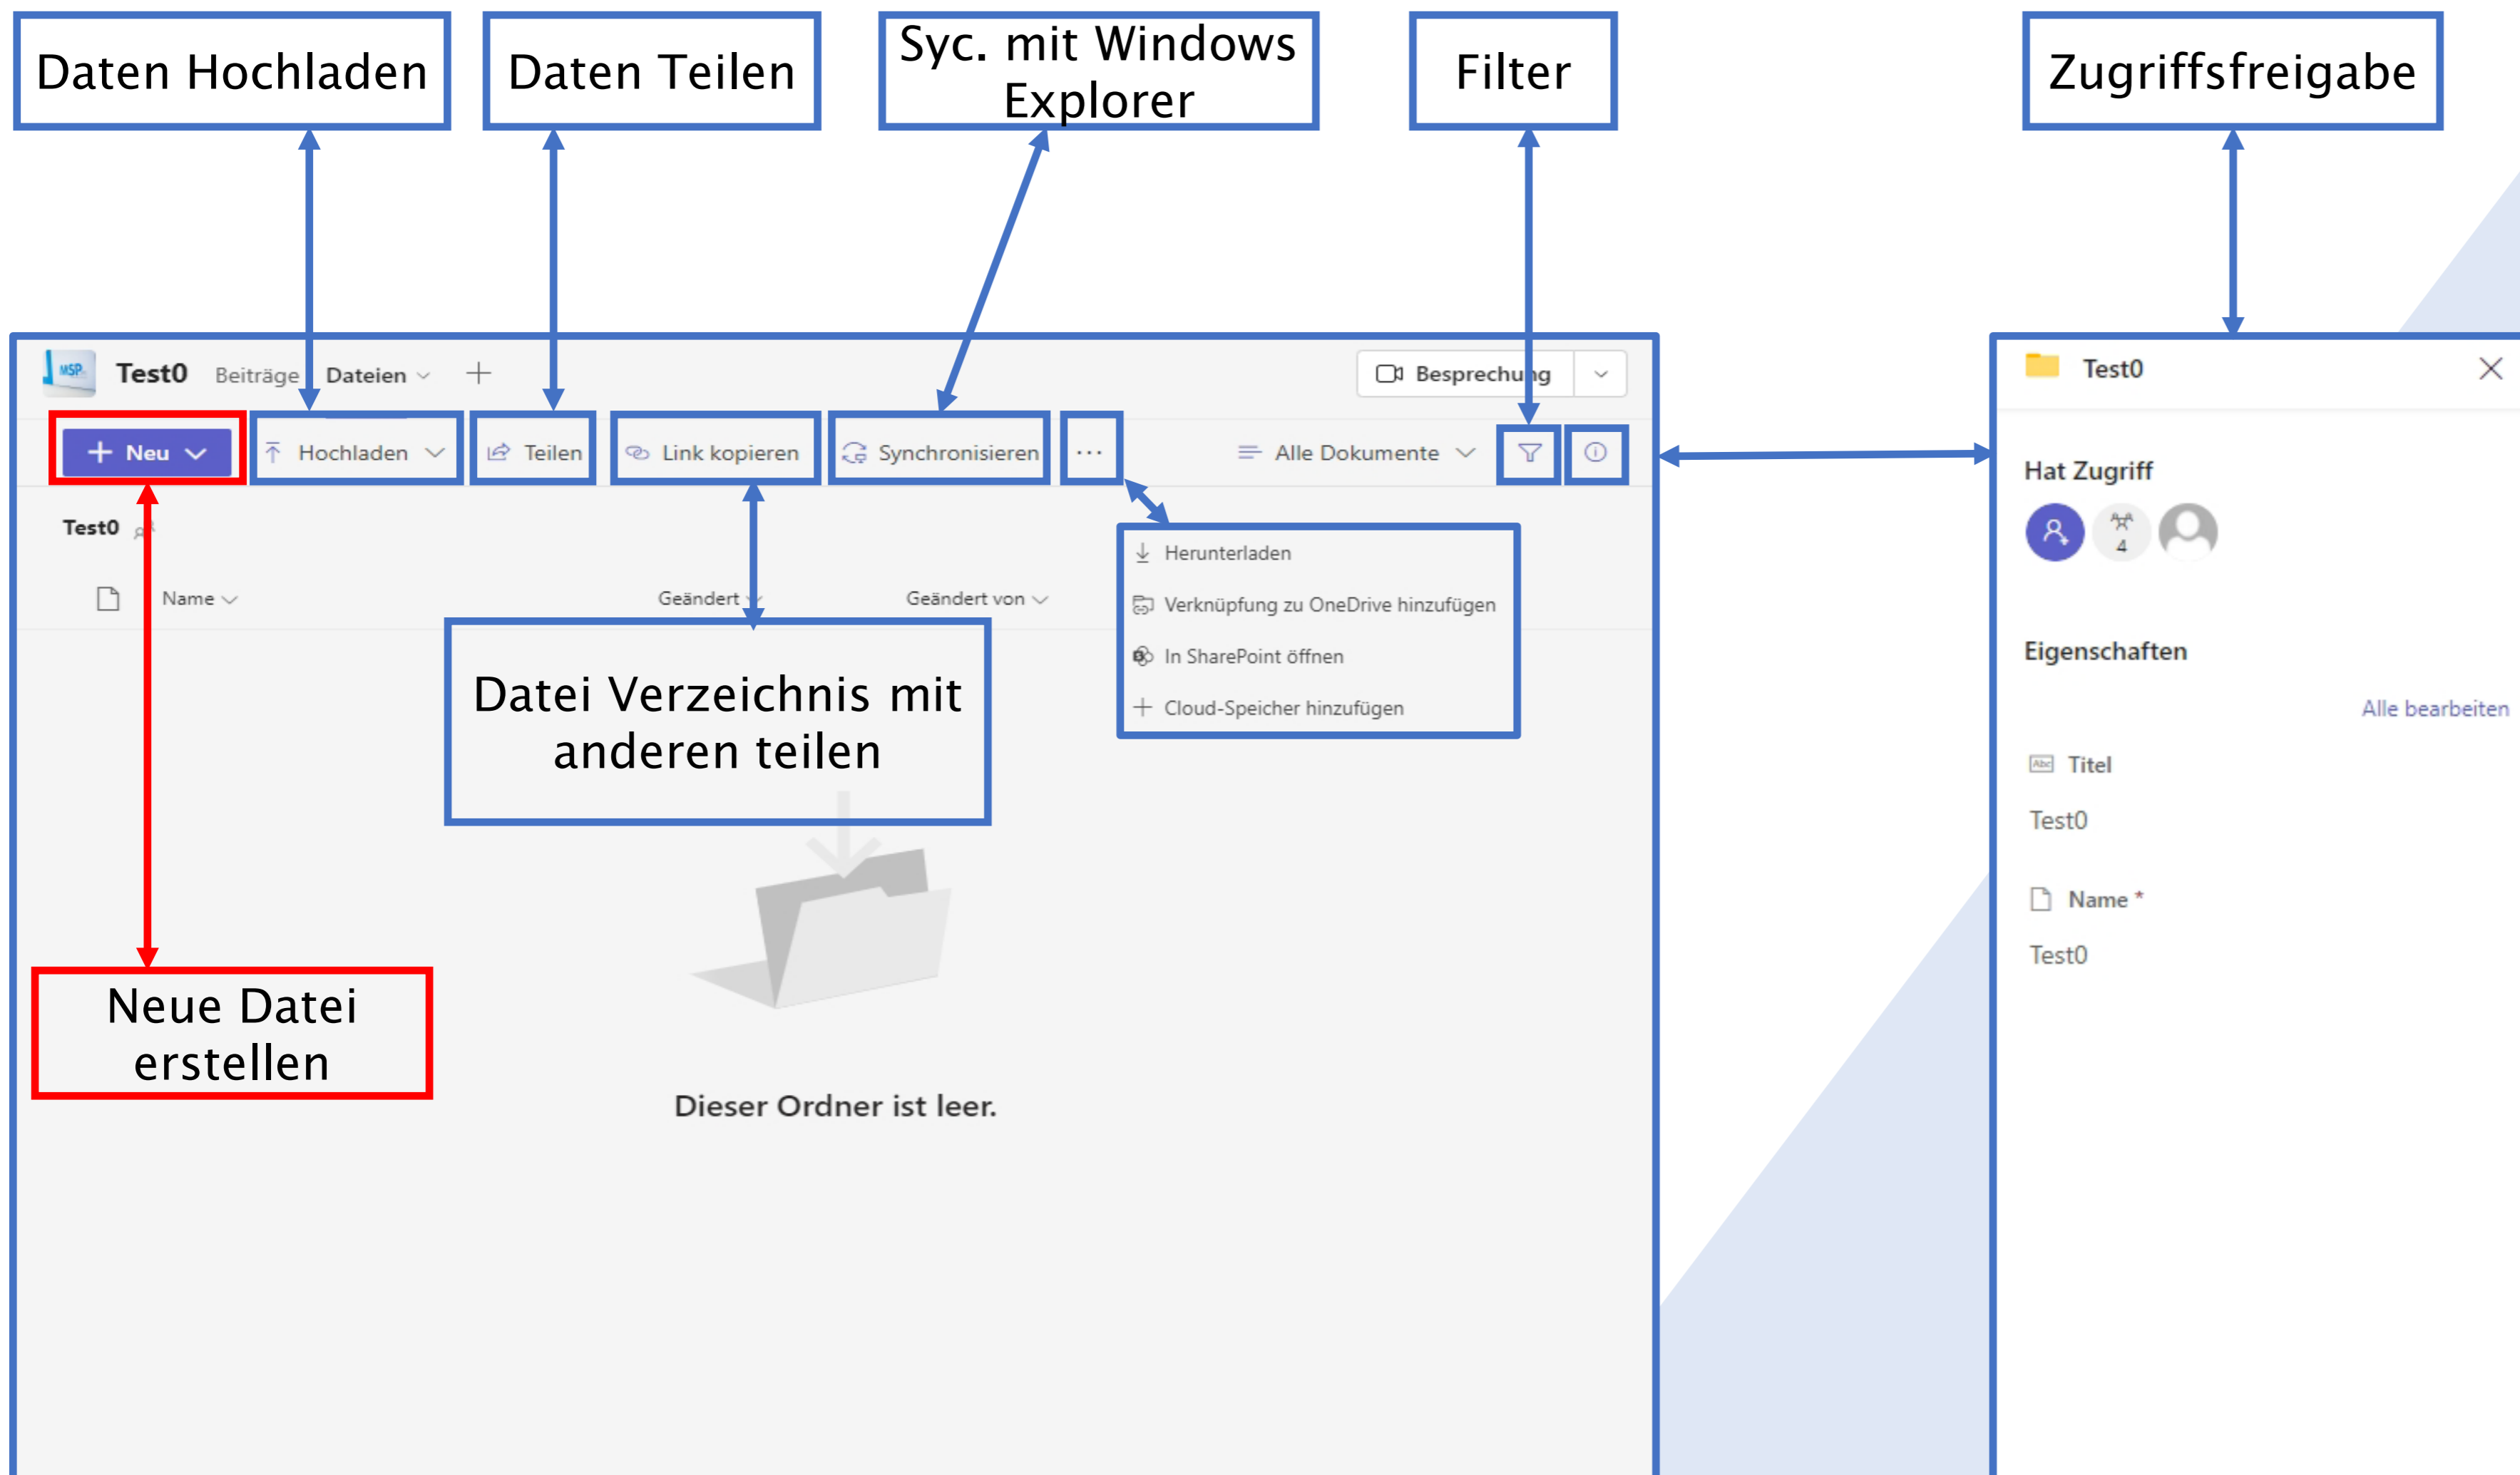 Daten Hochladen
Daten Teilen
Syc. mit Windows
Explorer
Filter
Zugriffsfreigabe
MSP
Test0 Beiträge Dateien
Besprechung
Neu Hochladen Teilen Link kopieren Synchronisieren ... Alle Dokumente
Test0
Name Geändert Geändert von
Herunterladen
Verknüpfung zu OneDrive hinzufügen
In SharePoint öffnen
Cloud-Speicher hinzufügen
Datei Verzeichnis mit
anderen teilen
Neue Datei
erstellen
Dieser Ordner ist leer.
Test0
Hat Zugriff
4
Eigenschaften
Alle bearbeiten
Abc Titel
Test0
Name *
Test0